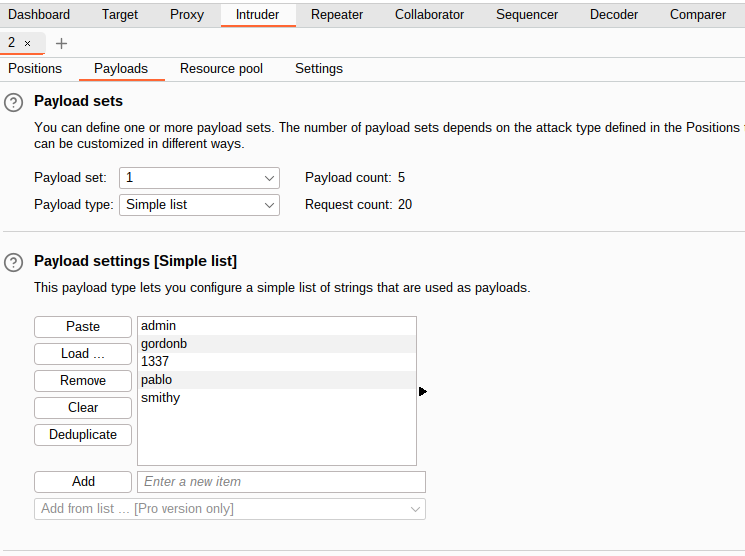 Dashboard Target Proxy Intruder Repeater Collaborator Sequencer Decoder Comparer
2 × +
Positions Payloads Resource pool Settings
? Payload sets
You can define one or more payload sets. The number of payload sets depends on the attack type defined in the Positions
can be customized in different ways.
Payload set: 1 Payload count: 5
Payload type: Simple list Request count: 20
? Payload settings [Simple list]
This payload type lets you configure a simple list of strings that are used as payloads.
Paste
Load ...
Remove
Clear
Deduplicate
admin
gordonb
1337
pablo
smithy
Add Enter a new item
Add from list ... [Pro version only]